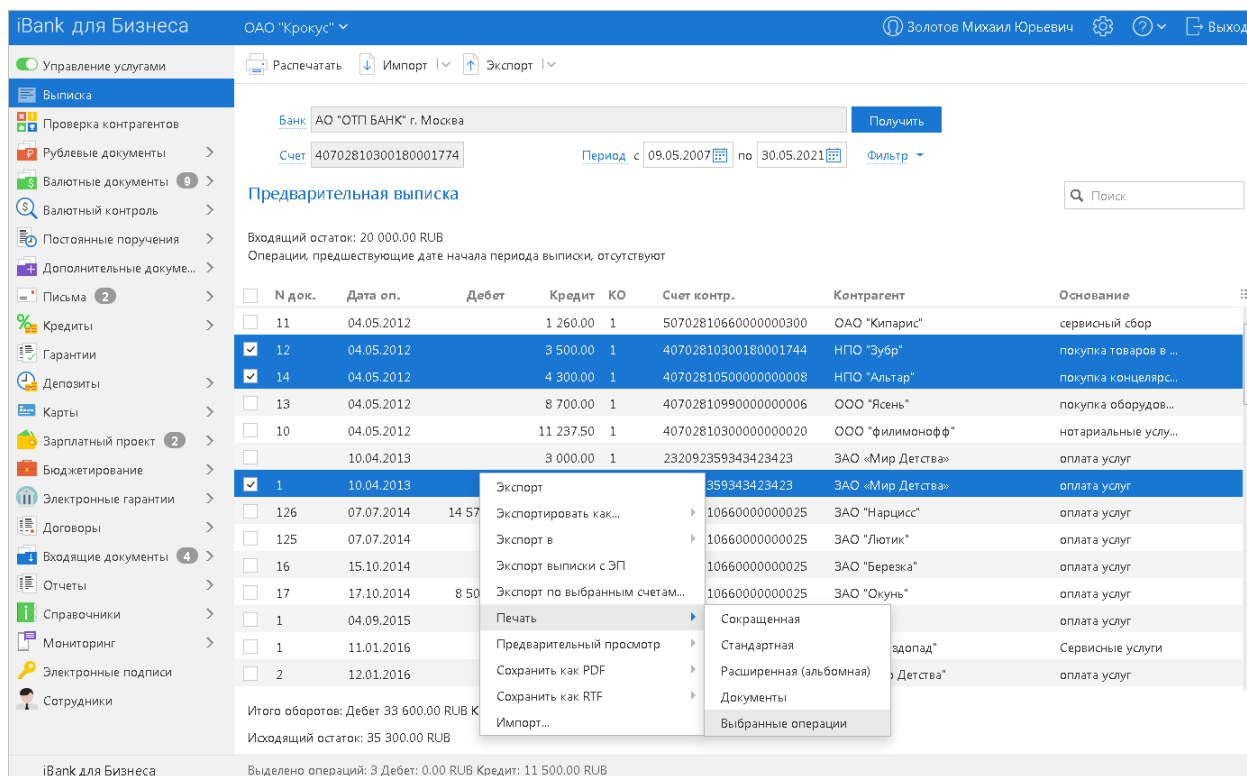 iBank для Бизнеса
ОАО "Крокус"
Золотов Михаил Юрьевич
Выход
Управление услугами
Выписка
Проверка контрагентов
Рублевые документы
Валютные документы 9
Валютный контроль
Постоянные поручения
Дополнительные докуме...
Письма 2
Кредиты
Гарантии
Депозиты
Карты
Зарплатный проект 2
Бюджетирование
Электронные гарантии
Договоры
Входящие документы 4
Отчеты
Справочники
Мониторинг
Электронные подписи
Сотрудники
iBank для Бизнеса
Распечатать Импорт Экспорт
Банк АО "ОТП БАНК" г. Москва Получить
Счет 40702810300180001774 Период с 09.05.2007 по 30.05.2021 Фильтр
Предварительная выписка Поиск
Входящий остаток: 20 000.00 RUB
Операции, предшествующие дате начала периода выписки, отсутствуют
N док. Дата оп. Дебет Кредит КО Счет контр. Контрагент Основание
11 04.05.2012 1 260.00 1 50702810660000000300 ОАО "Кипарис" сервисный сбор
12 04.05.2012 3 500.00 1 40702810300180001744 НПО "Зубр" покупка товаров в ...
14 04.05.2012 4 300.00 1 40702810500000000008 НПО "Альтар" покупка концелярс...
13 04.05.2012 8 700.00 1 40702810990000000006 ООО "Ясень" покупка оборудов...
10 04.05.2012 11 237.50 1 40702810300000000020 ООО "филимонофф" нотариальные услу...
10.04.2013 3 000.00 1 232092359343423423 ЗАО «Мир Детства» оплата услуг
1 10.04.2013 359343423423 ЗАО «Мир Детства» оплата услуг
126 07.07.2014 14 57 10660000000025 ЗАО "Нарцисс" оплата услуг
125 07.07.2014 10660000000025 ЗАО "Лютик" оплата услуг
16 15.10.2014 10660000000025 ЗАО "Березка" оплата услуг
17 17.10.2014 8 50 10660000000025 ЗАО "Окунь" оплата услуг
1 04.09.2015 оплата услуг
1 11.01.2016 здопад" Сервисные услуги
2 12.01.2016 р Детства" оплата услуг
Итого оборотов: Дебет 33 600.00 RUB К
Исходящий остаток: 35 300.00 RUB
Выделено операций: 3 Дебет: 0.00 RUB Кредит: 11 500.00 RUB
Экспорт
Экспортировать как...
Экспорт в
Экспорт выписки с ЭП
Экспорт по выбранным счетам...
Печать
Предварительный просмотр
Сохранить как PDF
Сохранить как RTF
Импорт...
Сокращенная
Стандартная
Расширенная (альбомная)
Документы
Выбранные операции